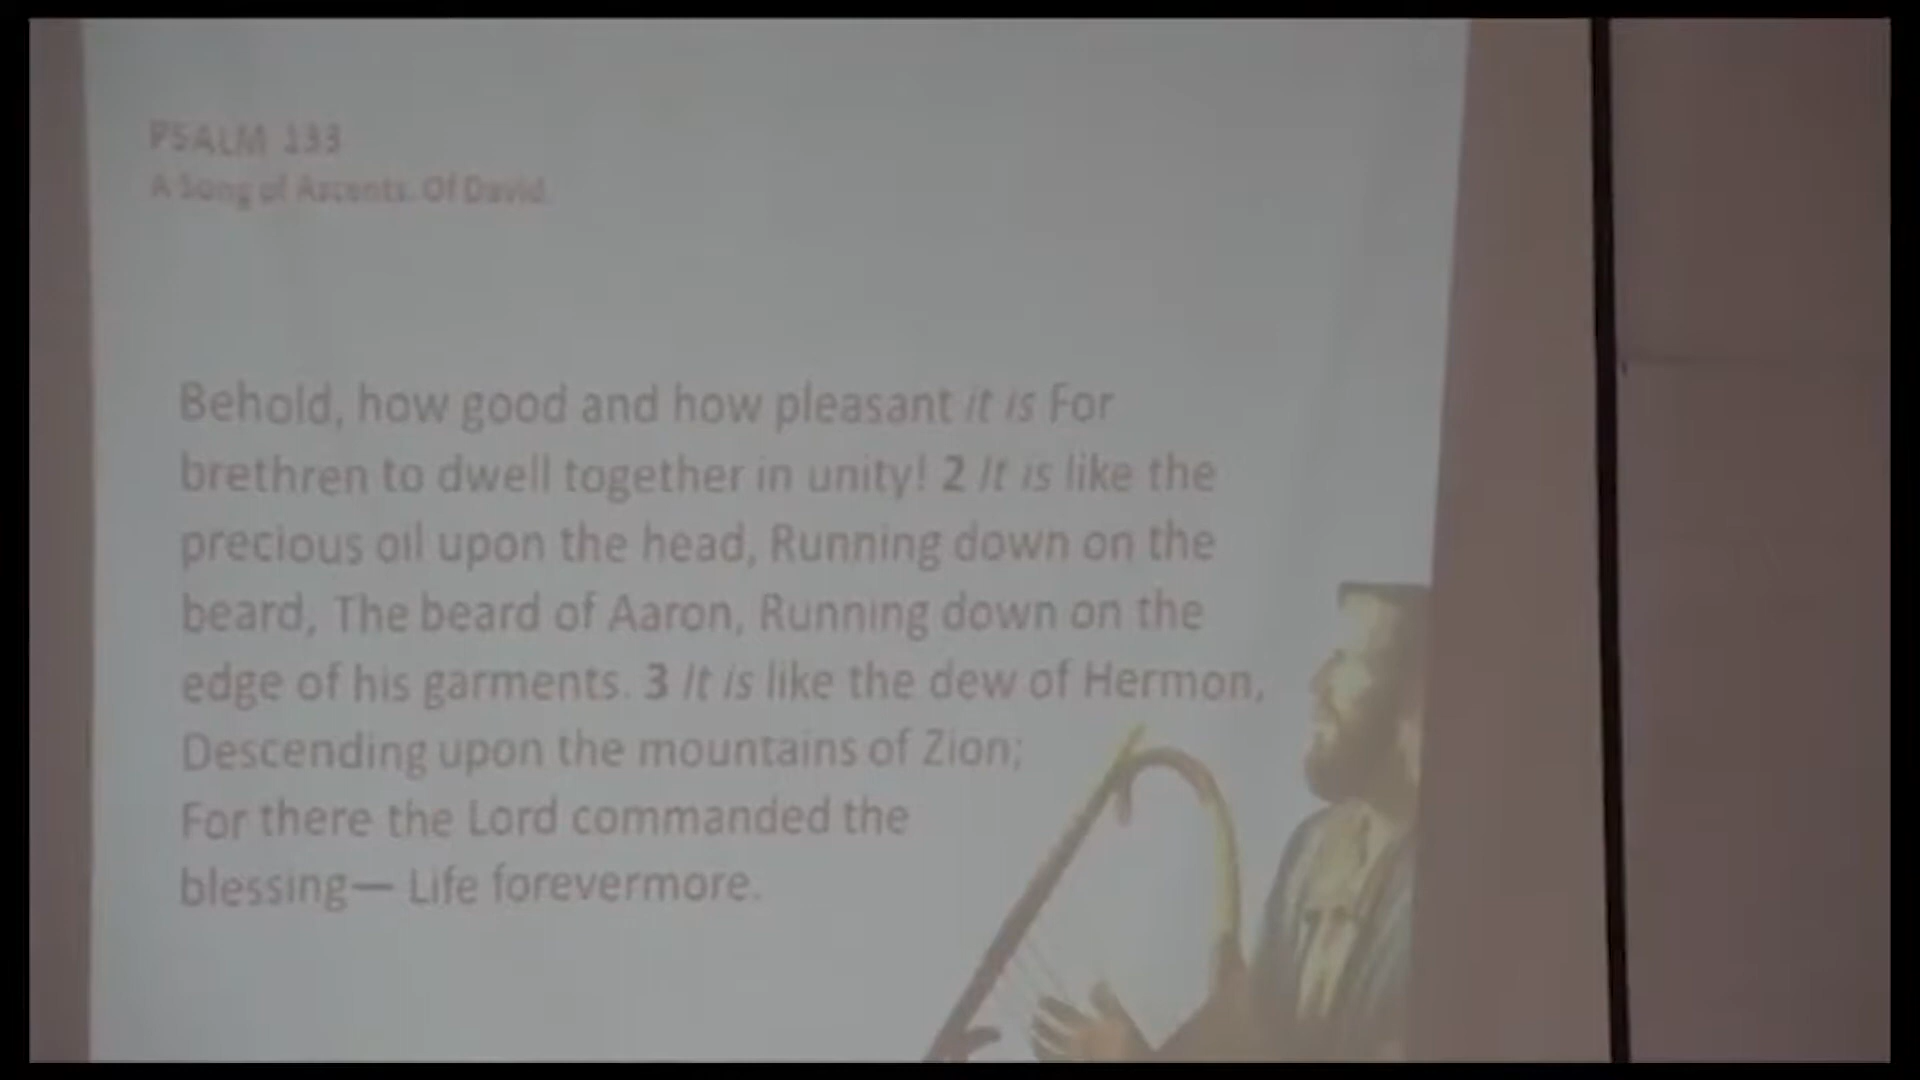 PSALM 133
A Song of Ascents. Of David.
Behold, how good and how pleasant it is For
brethren to dwell together in unity! 2 It is like the
precious oil upon the head, Running down on the
beard, The beard of Aaron, Running down on the
edge of his garments. 3 It is like the dew of Hermon,
Descending upon the mountains of Zion;
For there the Lord commanded the
blessing— Life forevermore.